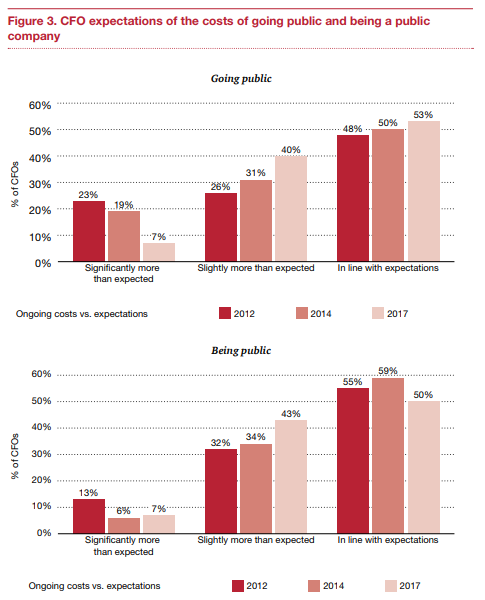 Figure 3. CFO expectations of the costs of going public and being a public
company
Going public
% of CFOs
60%
50%
40%
30%
20%
10%
0%
23%
19%
7%
26%
31%
40%
48%
50%
53%
Significantly more
than expected
Slightly more than expected
In line with expectations
Ongoing costs vs. expectations
2012
2014
2017
Being public
% of CFOs
60%
50%
40%
30%
20%
10%
0%
13%
6%
7%
32%
34%
43%
55%
59%
50%
Significantly more
than expected
Slightly more than expected
In line with expectations
Ongoing costs vs. expectations
2012
2014
2017